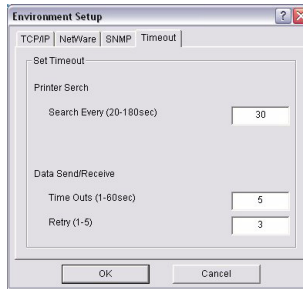 Environment Setup
TCP/IP NetWare SNMP Timeout
Set Timeout
Printer Serch
Search Every (20-180sec) 30
Data Send/Receive
Time Outs (1-60sec) 5
Retry (1-5) 3
OK Cancel